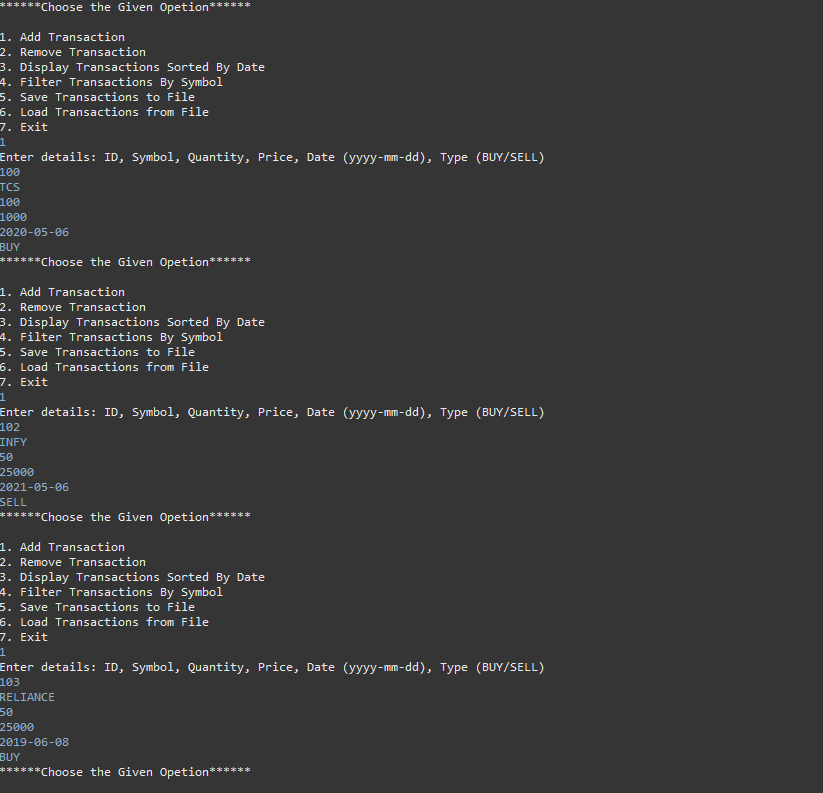 ******Choose the Given Opetion******
1. Add Transaction
2. Remove Transaction
3. Display Transactions Sorted By Date
4. Filter Transactions By Symbol
5. Save Transactions to File
6. Load Transactions from File
7. Exit
1
Enter details: ID, Symbol, Quantity, Price, Date (yyyy-mm-dd), Type (BUY/SELL)
100
TCS
100
1000
2020-05-06
BUY
******Choose the Given Opetion******
1. Add Transaction
2. Remove Transaction
3. Display Transactions Sorted By Date
4. Filter Transactions By Symbol
5. Save Transactions to File
6. Load Transactions from File
7. Exit
1
Enter details: ID, Symbol, Quantity, Price, Date (yyyy-mm-dd), Type (BUY/SELL)
102
INFY
50
25000
2021-05-06
SELL
******Choose the Given Opetion******
1. Add Transaction
2. Remove Transaction
3. Display Transactions Sorted By Date
4. Filter Transactions By Symbol
5. Save Transactions to File
6. Load Transactions from File
7. Exit
1
Enter details: ID, Symbol, Quantity, Price, Date (yyyy-mm-dd), Type (BUY/SELL)
103
RELIANCE
50
25000
2019-06-08
BUY
******Choose the Given Opetion******